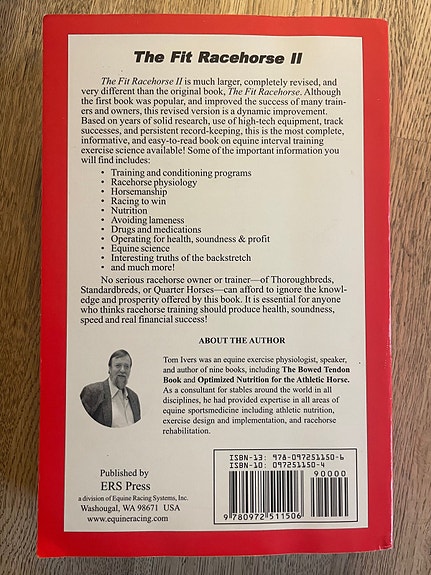 The Fit Racehorse II
The Fit Racehorse II is much larger, completely revised, and
very different than the original book, The Fit Racehorse. Although
the first book was popular, and improved the success of many train-
ers and owners, this revised version is a dynamic improvement.
Based on years of solid research, use of high-tech equipment, track
successes, and persistent record-keeping, this is the most complete,
informative, and easy-to-read book on equine interval training
exercise science available! Some of the important information you
will find includes:
• Training and conditioning programs
• Racehorse physiology
• Horsemanship
• Racing to win
• Nutrition
• Avoiding lameness
• Drugs and medications
• Operating for health, soundness & profit
• Equine science
• Interesting truths of the backstretch
• and much more!
No serious racehorse owner or trainer—of Thoroughbreds,
Standardbreds, or Quarter Horses—can afford to ignore the knowl-
edge and prosperity offered by this book. It is essential for anyone
who thinks racehorse training should produce health, soundness,
speed and real financial success!
ABOUT THE AUTHOR
Tom Ivers was an equine exercise physiologist, speaker,
and author of nine books, including The Bowed Tendon
Book and Optimized Nutrition for the Athletic Horse.
As a consultant for stables around the world in all
disciplines, he had provided expertise in all areas of
equine sportsmedicine including athletic nutrition,
exercise design and implementation, and racehorse
rehabilitation.
Published by
ERS Press
a division of Equine Racing Systems, Inc.
Washougal, WA 98671 USA
www.equineracing.com
ISBN-13: 978-097251150-6
ISBN-10: 097251150-4
90000
9 780972 511506